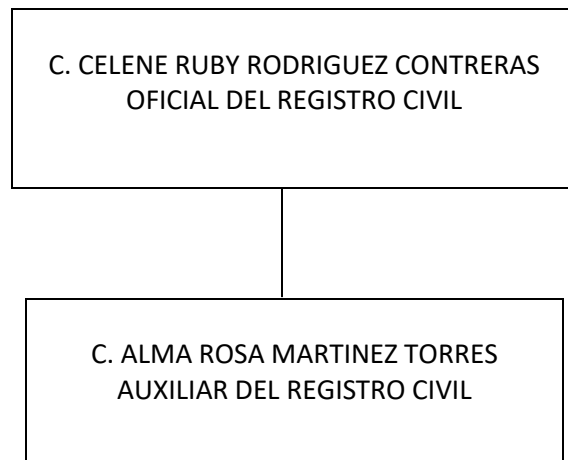 C. CELENE RUBY RODRIGUEZ CONTRERAS
OFICIAL DEL REGISTRO CIVIL
C. ALMA ROSA MARTINEZ TORRES
AUXILIAR DEL REGISTRO CIVIL